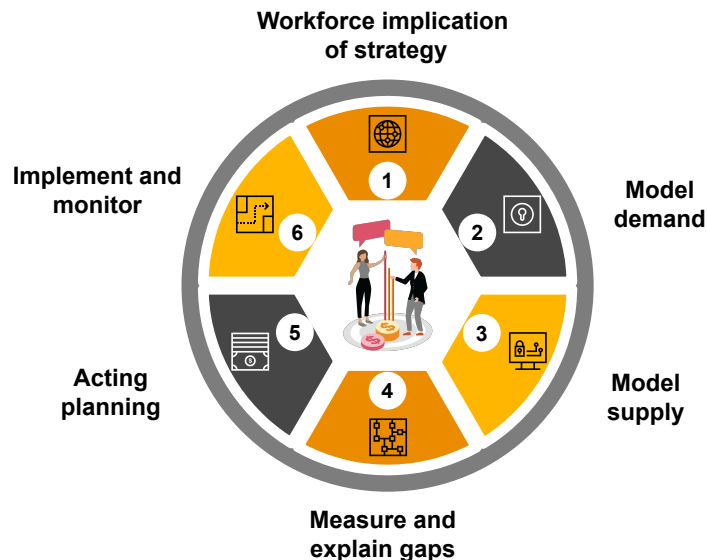 Workforce implication
of strategy
1
Implement and
monitor
6
2
Model
demand
5
3
Acting
planning
4
Model
supply
Measure and
explain gaps